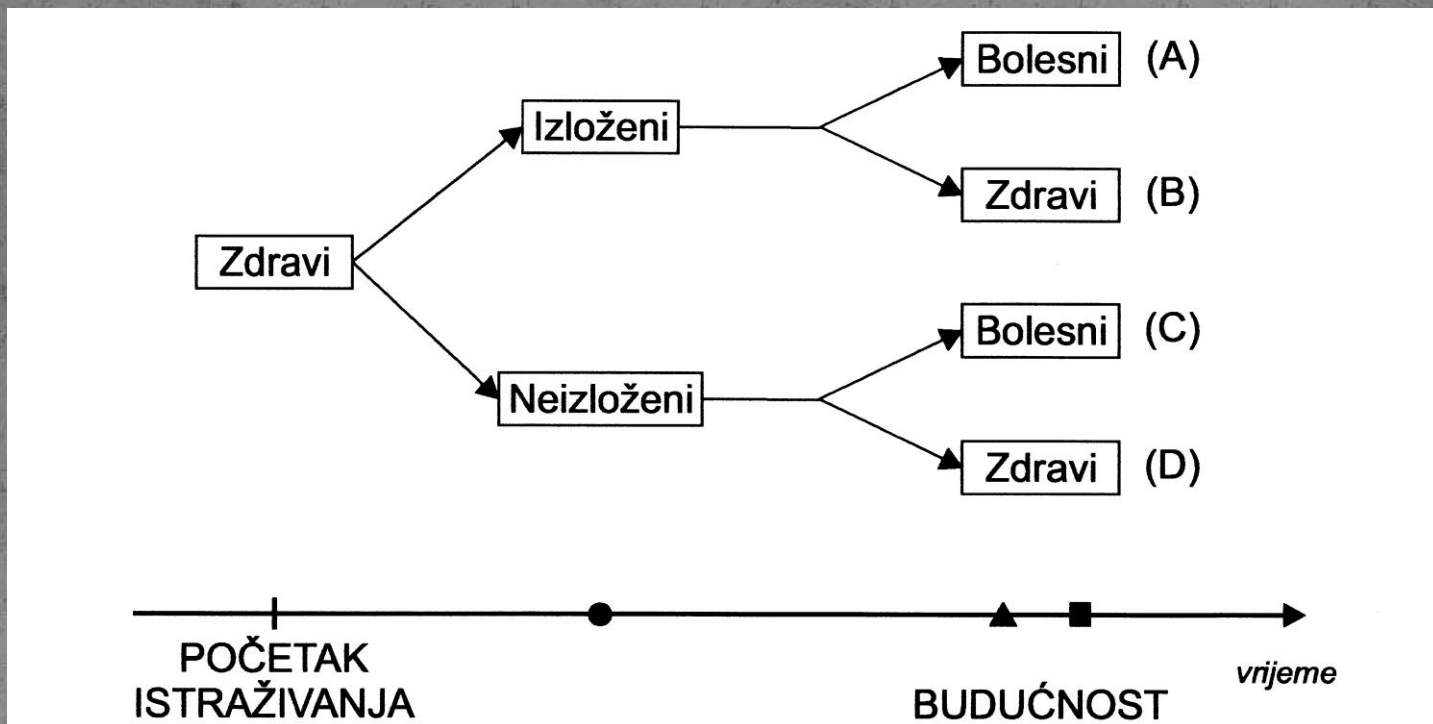 Bolesni (A)
Izloženi
Zdravi (B)
Zdravi
Bolesni (C)
Neizloženi
Zdravi (D)
POČETAK
ISTRAŽIVANJA
BUDUĆNOST
vrijeme